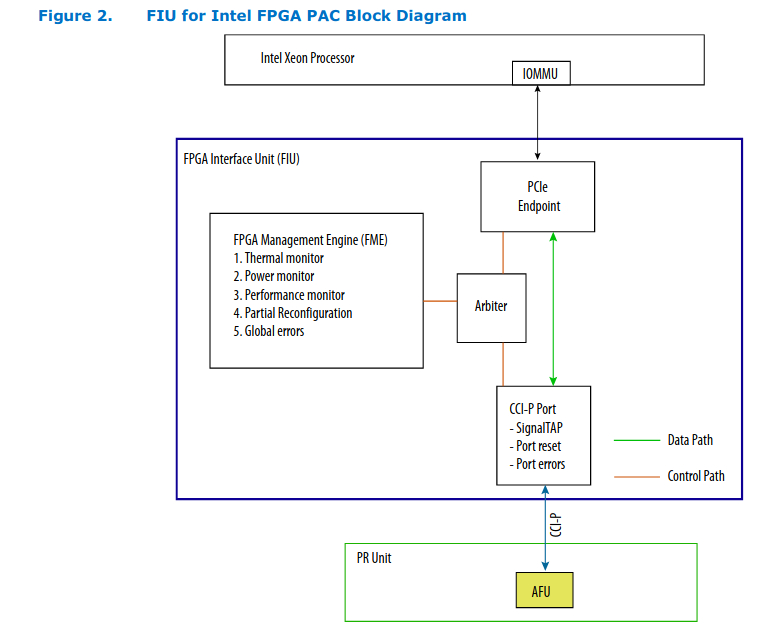 Figure 2. FIU for Intel FPGA PAC Block Diagram
Intel Xeon Processor
IOMMU
FPGA Interface Unit (FIU)
PCIe
Endpoint
FPGA Management Engine (FME)
1. Thermal monitor
2. Power monitor
3. Performance monitor
4. Partial Reconfiguration
5. Global errors
Arbiter
CCI-P Port
- SignalTAP
- Port reset
- Port errors
Data Path
Control Path
CCI-P
PR Unit
AFU